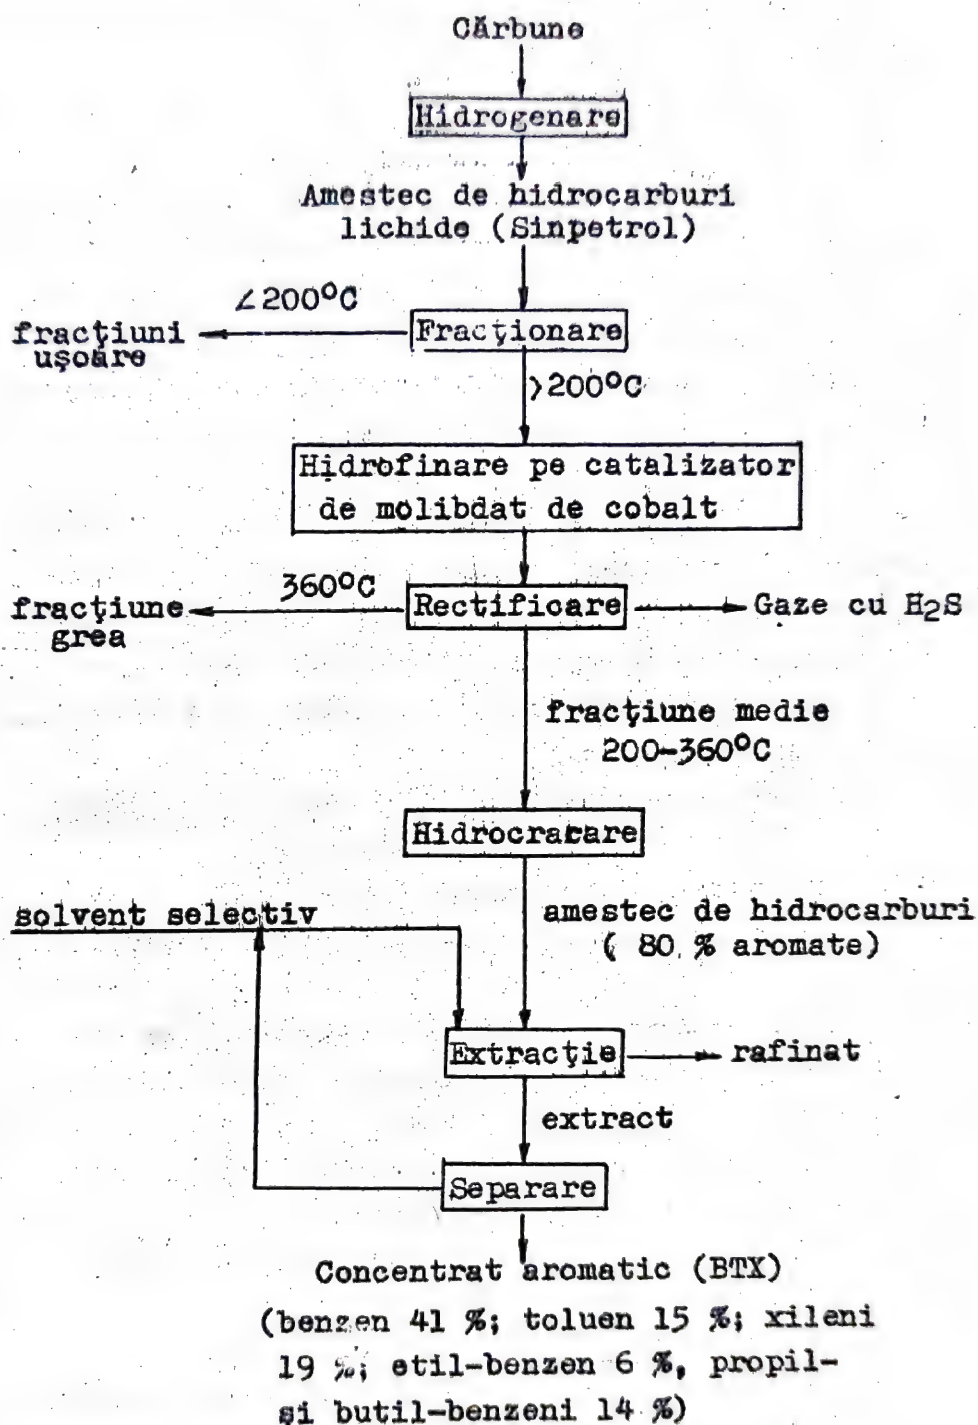 Cărbune
Hidrogenare
Amestec de hidrocarburi
lichide (Sinpetrol)
<200°C
fracţiuni
uşoare
Fracţionare
>200°C
Hidrofinare pe catalizator
de molibdat de cobalt
360°C
fracţiune
grea
Rectificare
Gaze cu H2S
fracţiune medie
200-360°C
Hidrocracare
solvent selectiv
amestec de hidrocarburi
( 80 % aromate)
Extracţie
rafinat
extract
Separare
Concentrat aromatic (BTX)
(benzen 41 %; toluen 15 %; xileni
19 %; etil-benzen 6 %, propil-
şi butil-benzeni 14 %)